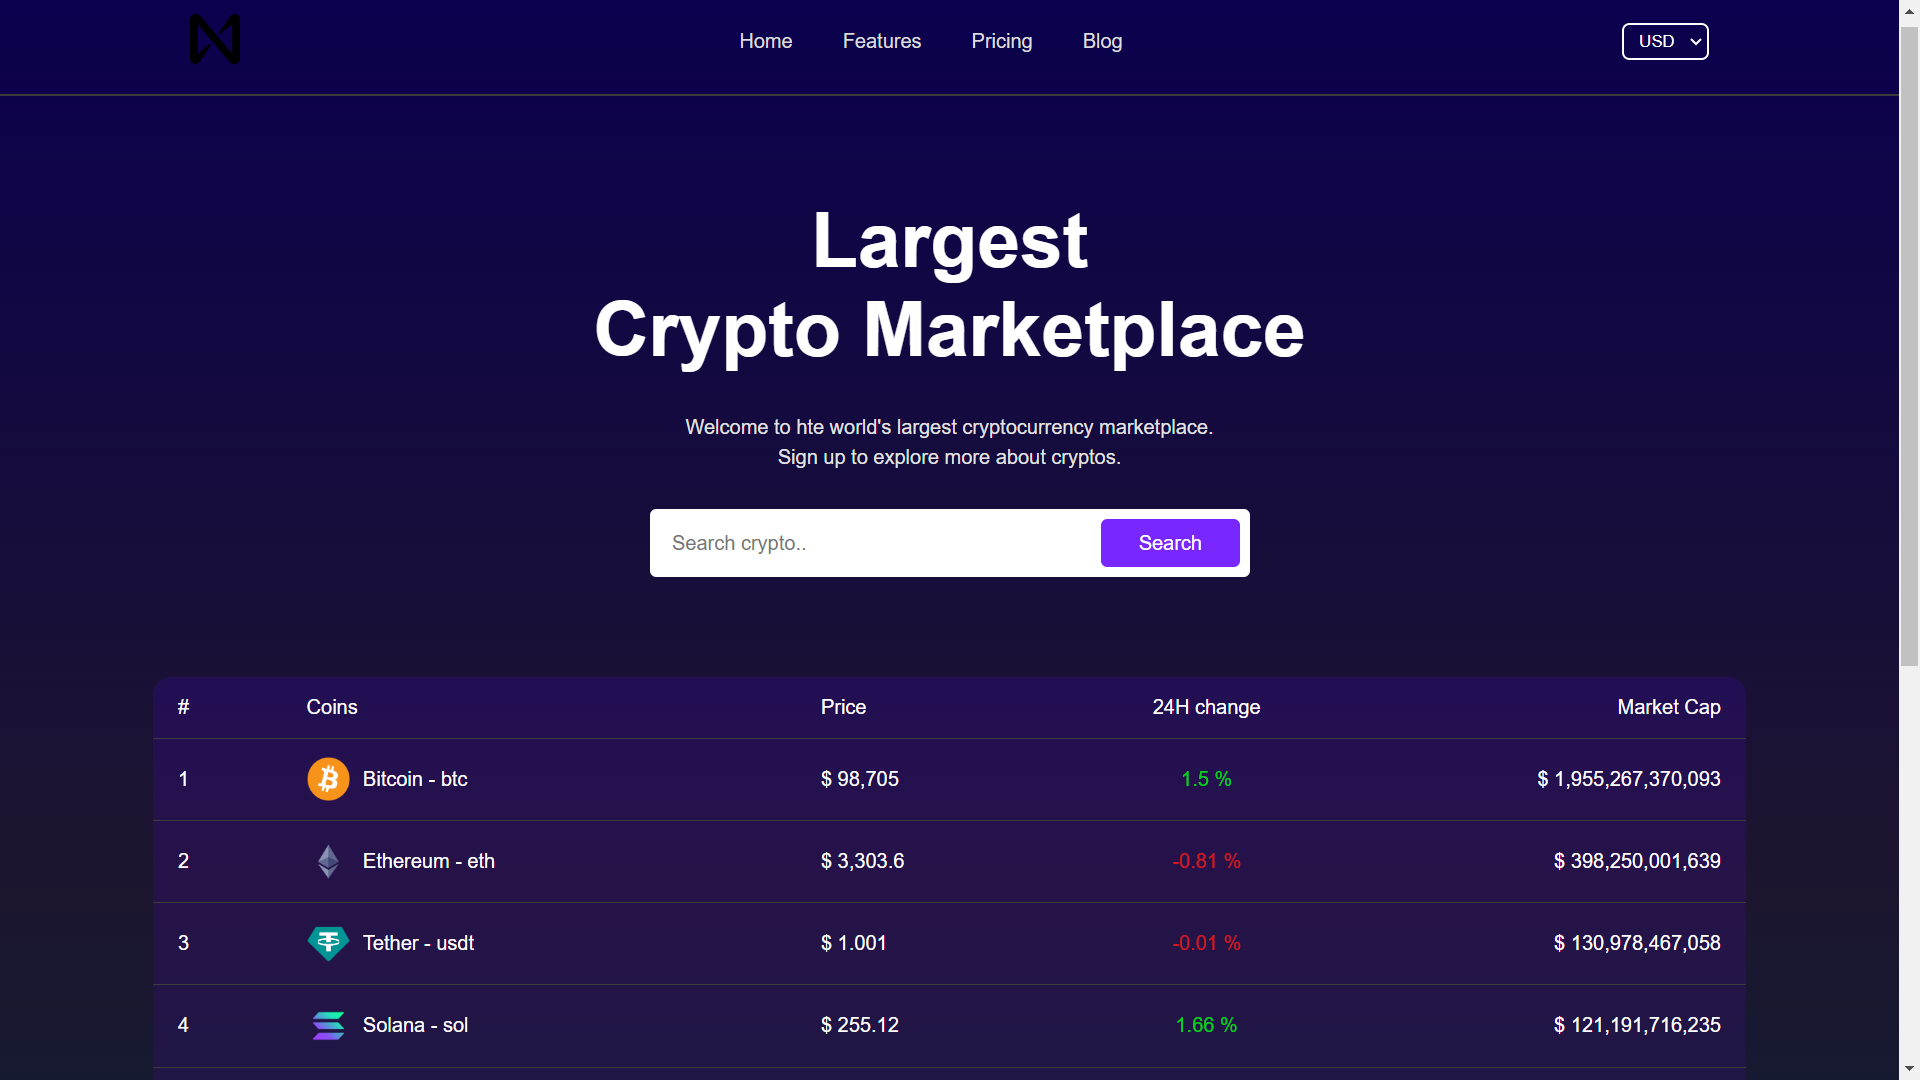 Home Features Pricing Blog USD
Largest
Crypto Marketplace
Welcome to hte world's largest cryptocurrency marketplace.
Sign up to explore more about cryptos.
Search crypto.. Search
# Coins Price 24H change Market Cap
1 Bitcoin - btc $ 98,705 1.5 % $ 1,955,267,370,093
2 Ethereum - eth $ 3,303.6 -0.81 % $ 398,250,001,639
3 Tether - usdt $ 1.001 -0.01 % $ 130,978,467,058
4 Solana - sol $ 255.12 1.66 % $ 121,191,716,235